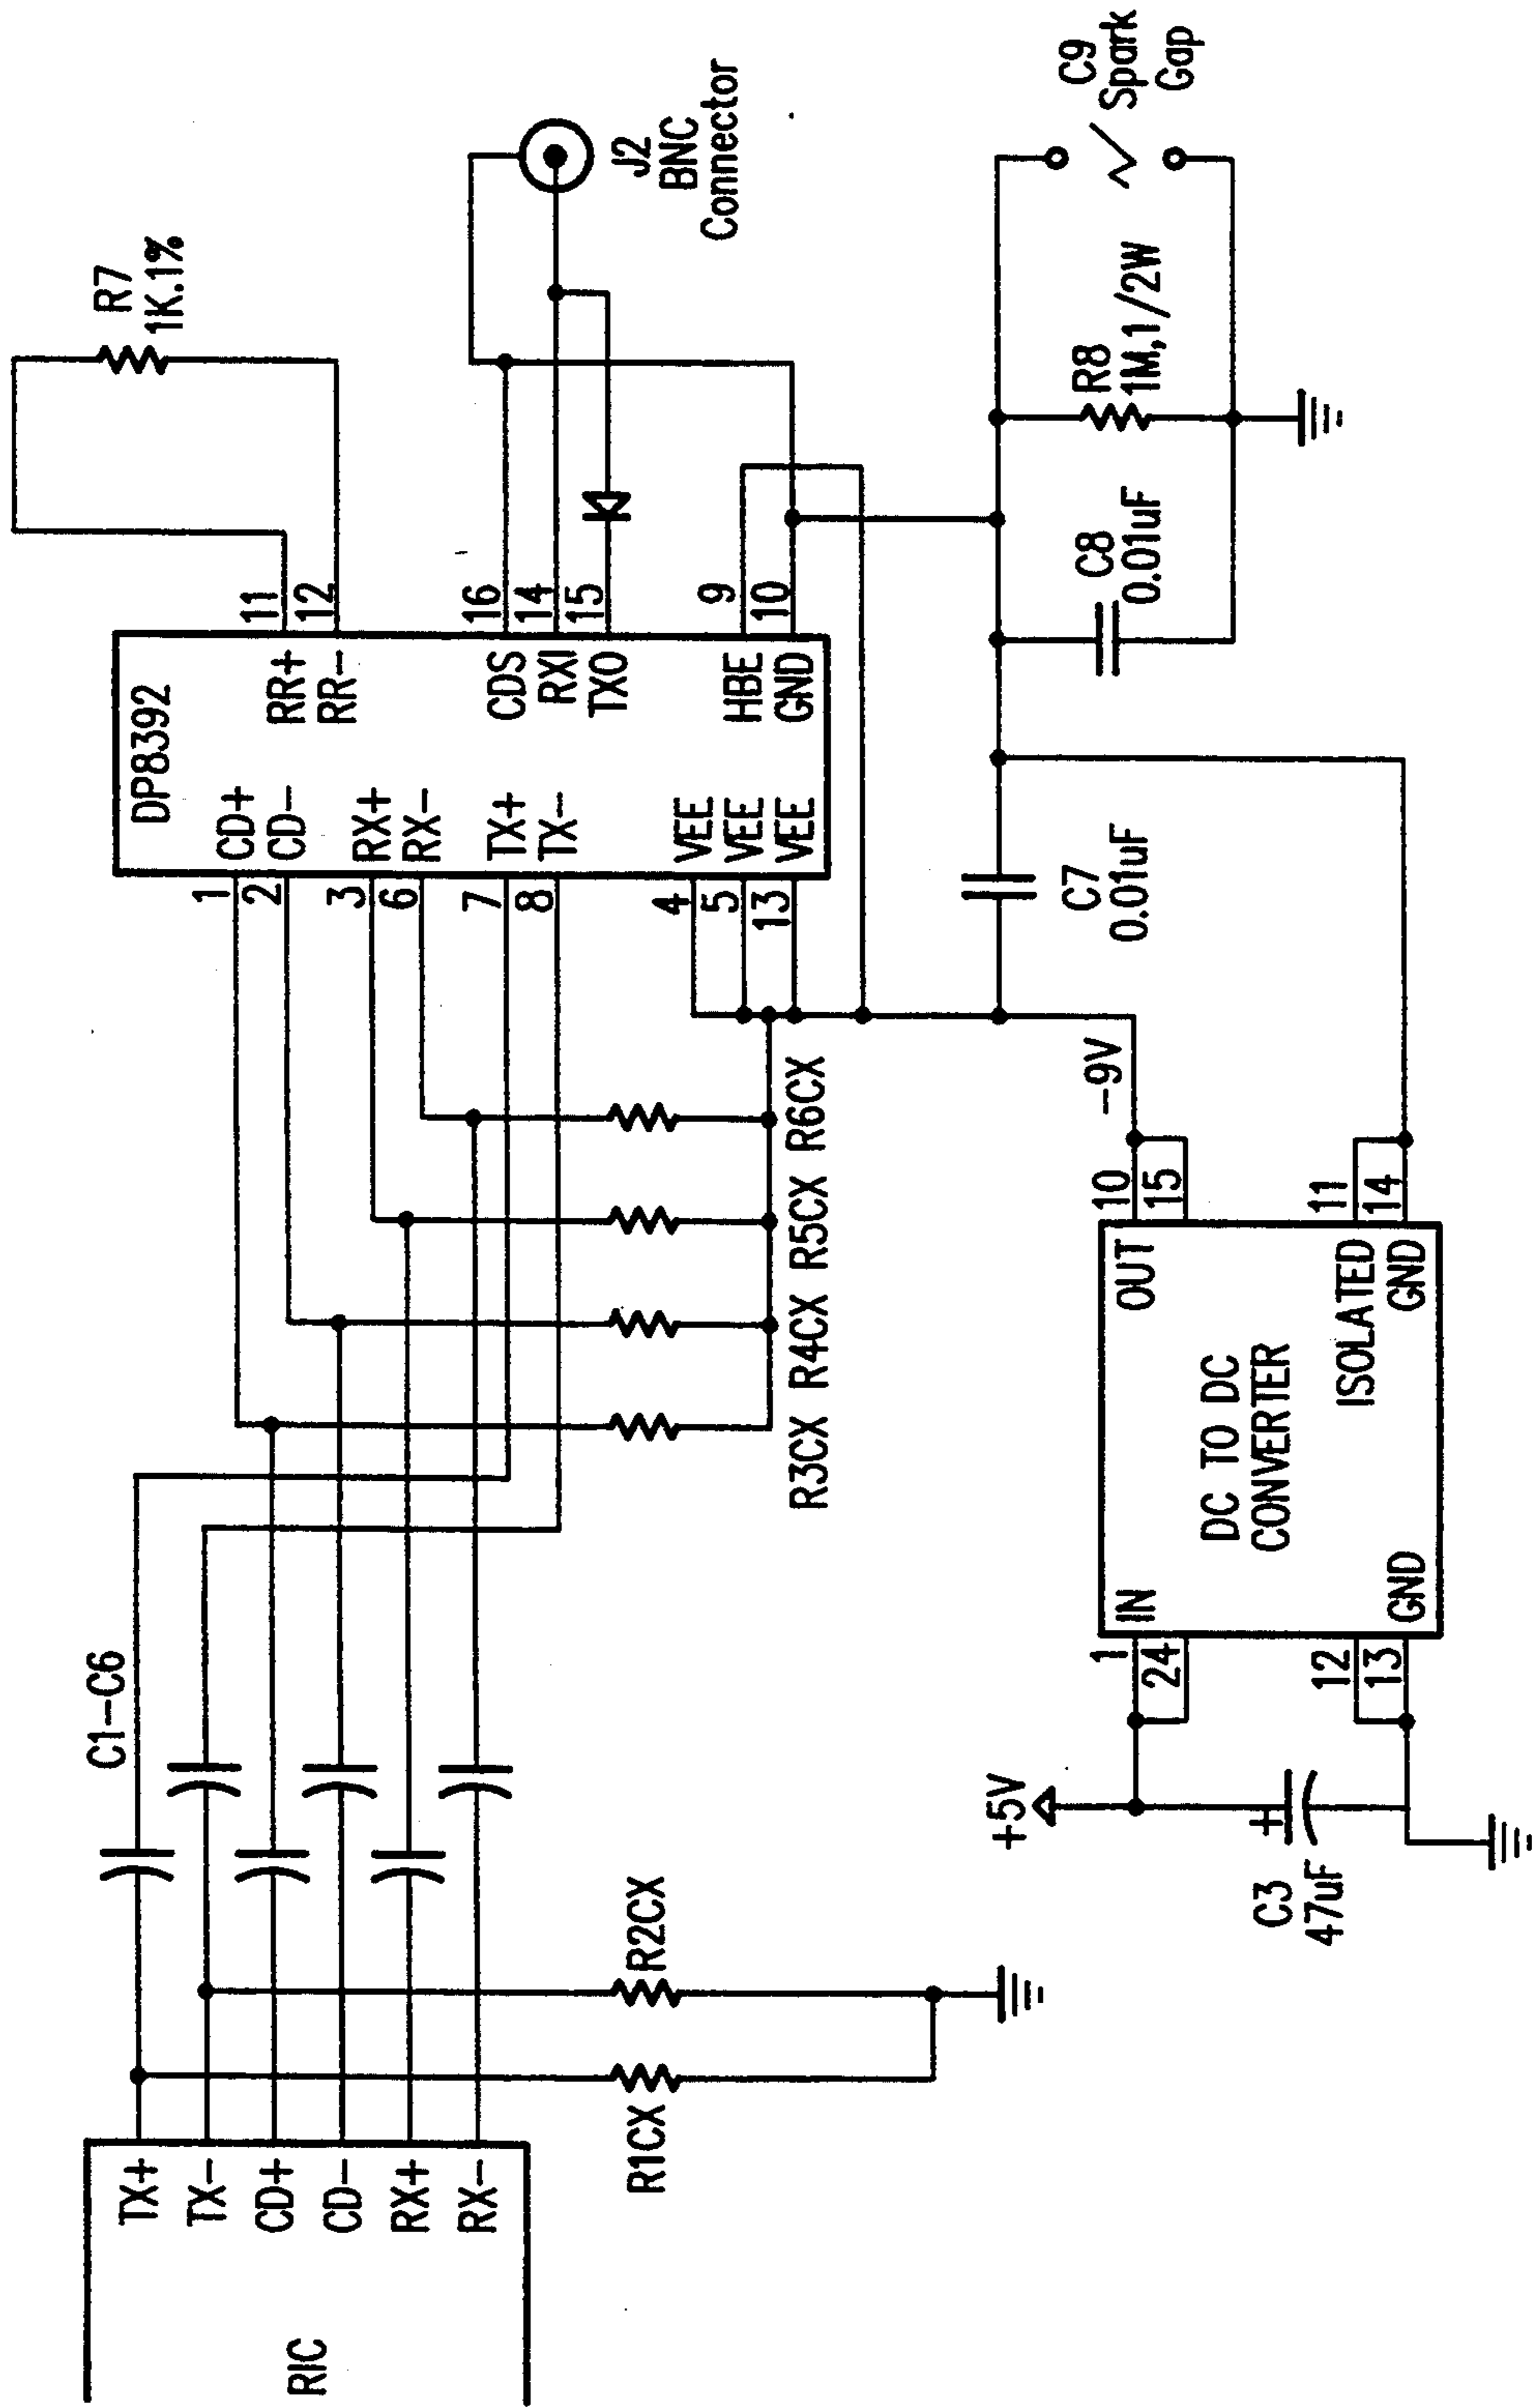 RIC
TX+
TX-
CD+
CD-
RX+
RX-
R1CX
R2CX
C1-C6
R3CX R4CX R5CX R6CX
DP8392
1
CD+
2
CD-
3
RX+
6
RX-
7
TX+
8
TX-
4
VEE
5
VEE
13
VEE
RR+
11
RR-
12
CDS
16
RXI
14
TXO
15
HBE
9
GND
10
R7
1K.1%
J2
BNC
Connector
+5V
+
C3
47uF
1
24
12
13
IN
GND
DC TO DC
CONVERTER
OUT
ISOLATED
GND
10
15
11
14
-9V
C7
0.01uF
C8
0.01uF
R8
1M,1/2W
C9
Spark
Gap